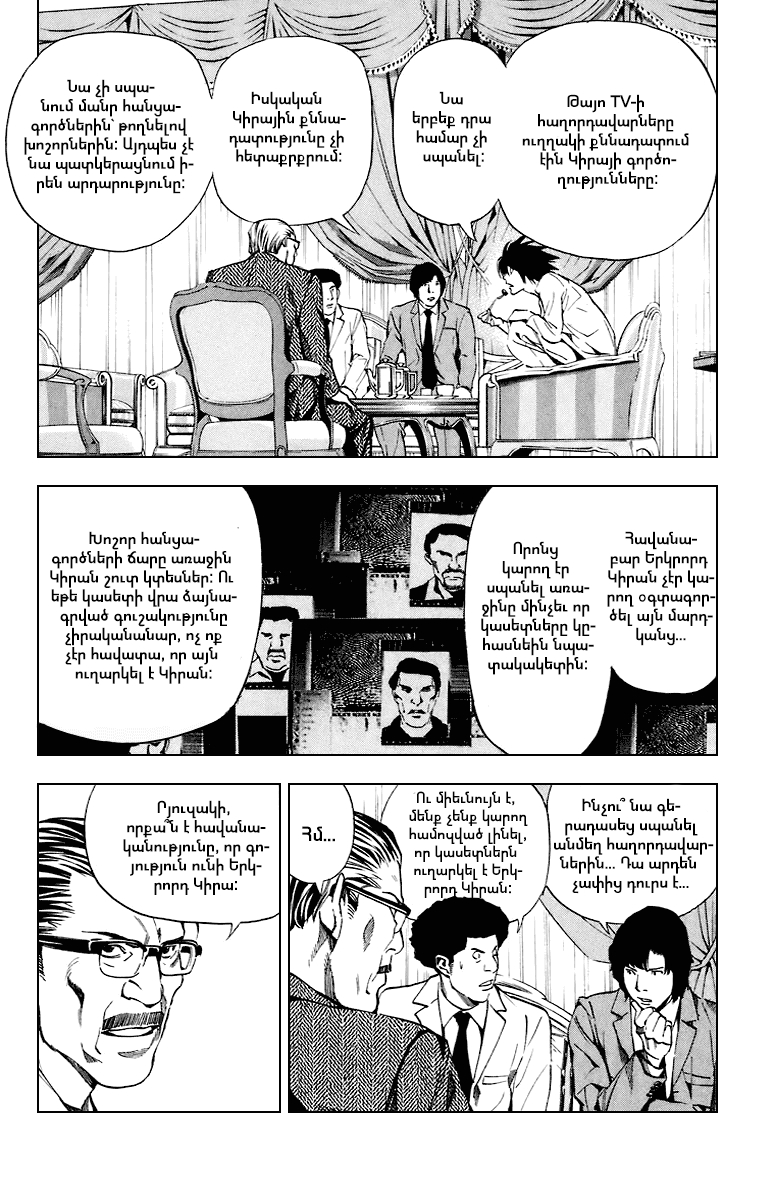 Թայո TV-ի
հաղորդավարները
ուղղակի քննադատում
էին Կիրայի գործո-
ղությունները:
Նա
երբեք դրա
համար չի
սպանել:
Իսկական
Կիրային քննա-
դատությունը չի
հետաքրքրում:
Նա չի սպա-
նում մանր հանցա-
գործներին՝ թողնելով
խոշորներին: Այդպես չէ
նա պատկերացնում ի-
րեն արդարությունը:
Հավանա-
բար Երկրորդ
Կիրան չէր կա-
րող օգտագոր-
ծել այն մարդ-
կանց...
Որոնց
կարող էր
սպանել առա-
ջինը մինչեւ որ
կասետները կը-
հասնեին նպա-
տակակետին:
Խոշոր հանցա-
գործների ճարը առաջին
Կիրան շուտ կտեսներ: Ու
եթե կասետի վրա ձայնա-
գրված գուշակությունը
չիրականանար, ոչ ոք
չէր հավատա, որ այն
ուղարկել է Կիրան:
Ինչու՞ նա գե-
րադասեց սպանել
անմեղ հաղորդավար-
ներին... Դա արդեն
չափից դուրս է...
Ու միեւնույն է,
մենք չենք կարող
համոզված լինել,
որ կասետներն
ուղարկել է Երկ-
րորդ Կիրան:
Հմ...
Րյուզակի,
որքա՞ն է հավանա-
կանությունը, որ գո-
յություն ունի Երկ-
րորդ Կիրա: